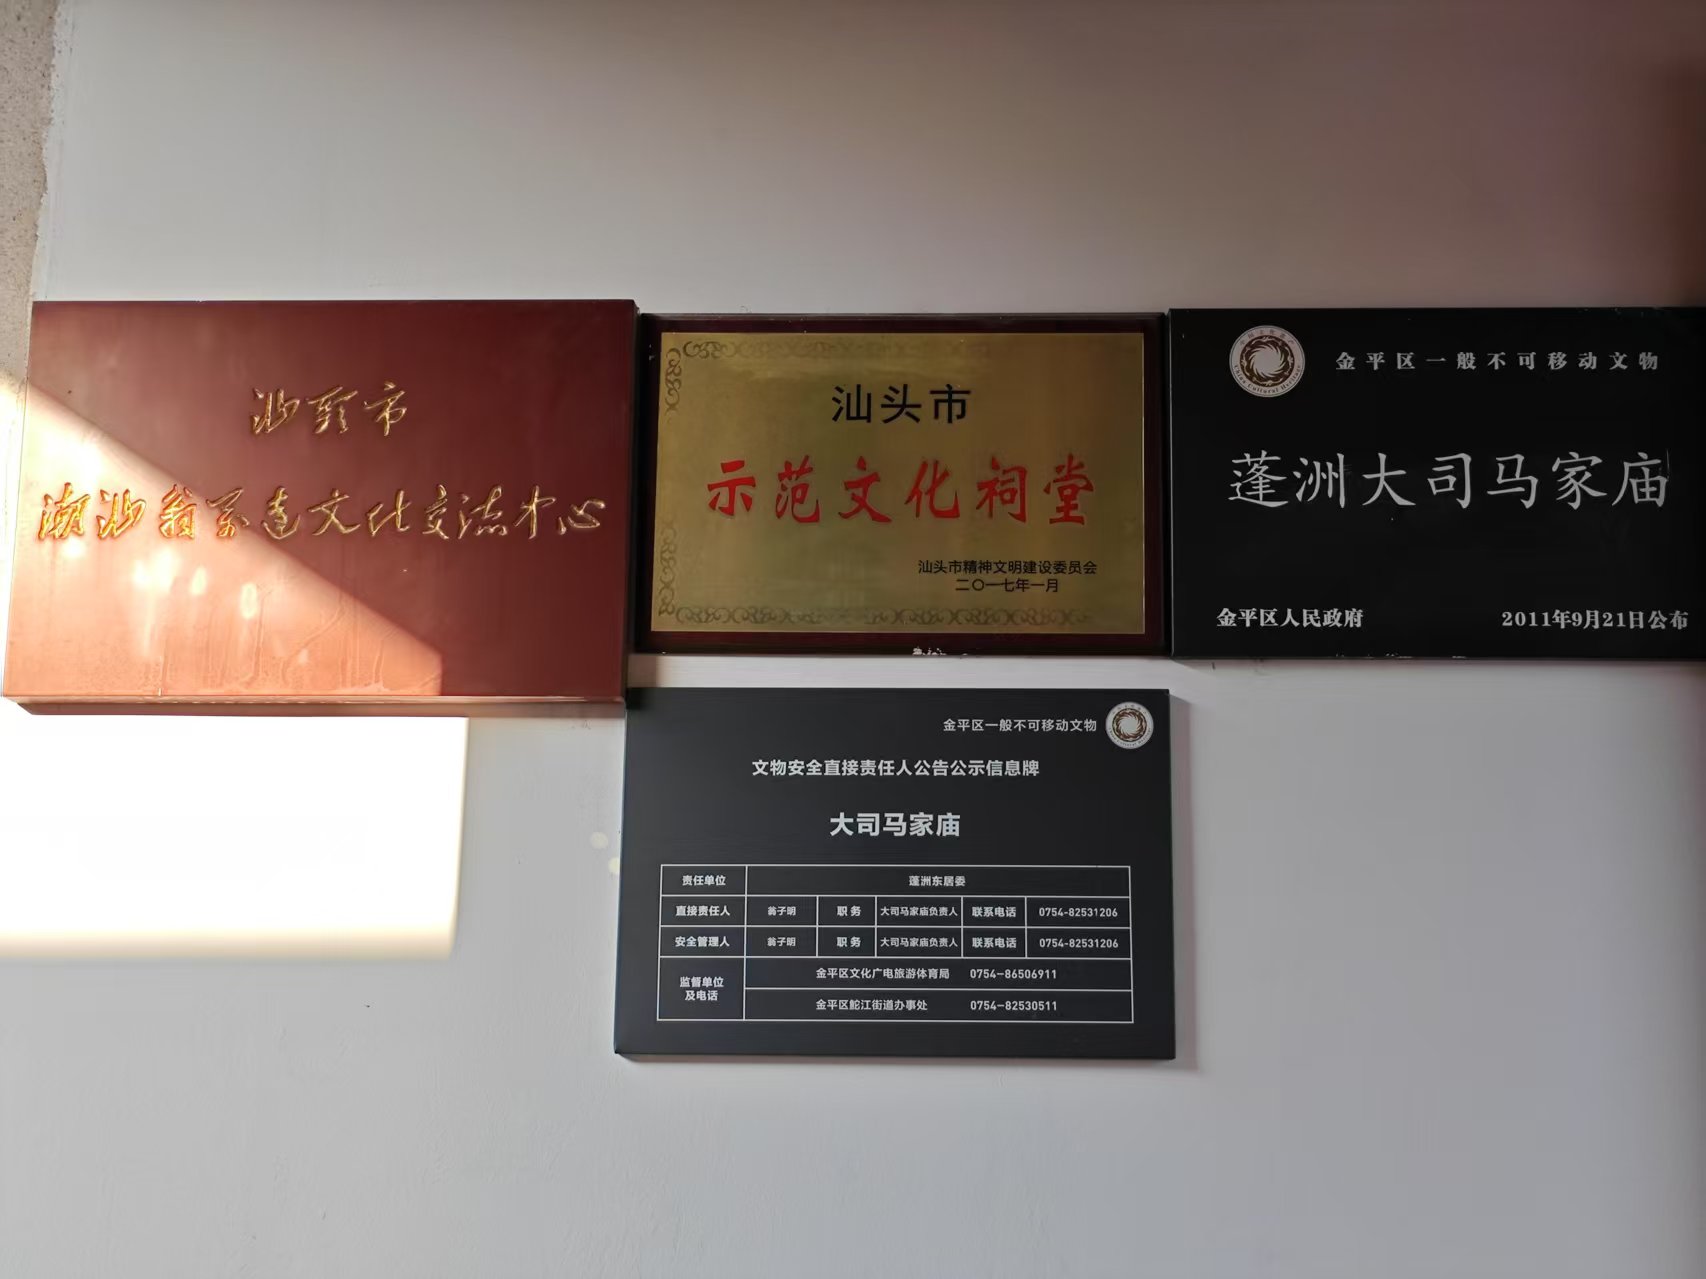 汕頭市
潮汕翁万达文化交流中心
汕头市
示范文化祠堂
汕头市精神文明建设委员会
二〇一七年一月
金平区一般不可移动文物
蓬洲大司马家庙
金平区人民政府 2011年9月21日公布
金平区一般不可移动文物
文物安全直接责任人公告公示信息牌
大司马家庙
责任单位 蓬洲东居委
直接责任人 翁子明 职务 大司马家庙负责人 联系电话 0754-82531206
安全管理人 翁子明 职务 大司马家庙负责人 联系电话 0754-82531206
监督单位
及电话
金平区文化广电旅游体育局 0754-86506911
金平区鮀江街道办事处 0754-82530511